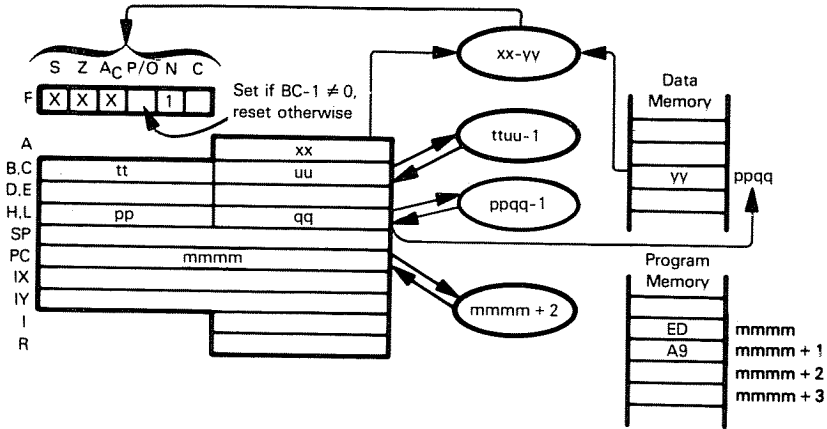 xx-yy
S Z AC P/O N C
F X X X 1
Set if BC-1 ≠ 0,
reset otherwise
Data
Memory
A xx
ttuu-1
B,C tt uu
yy ppqq
D,E
H,L pp qq
ppqq-1
SP
PC mmmm
Program
Memory
IX
IY
mmmm + 2
I
R
ED mmmm
A9 mmmm + 1
mmmm + 2
mmmm + 3